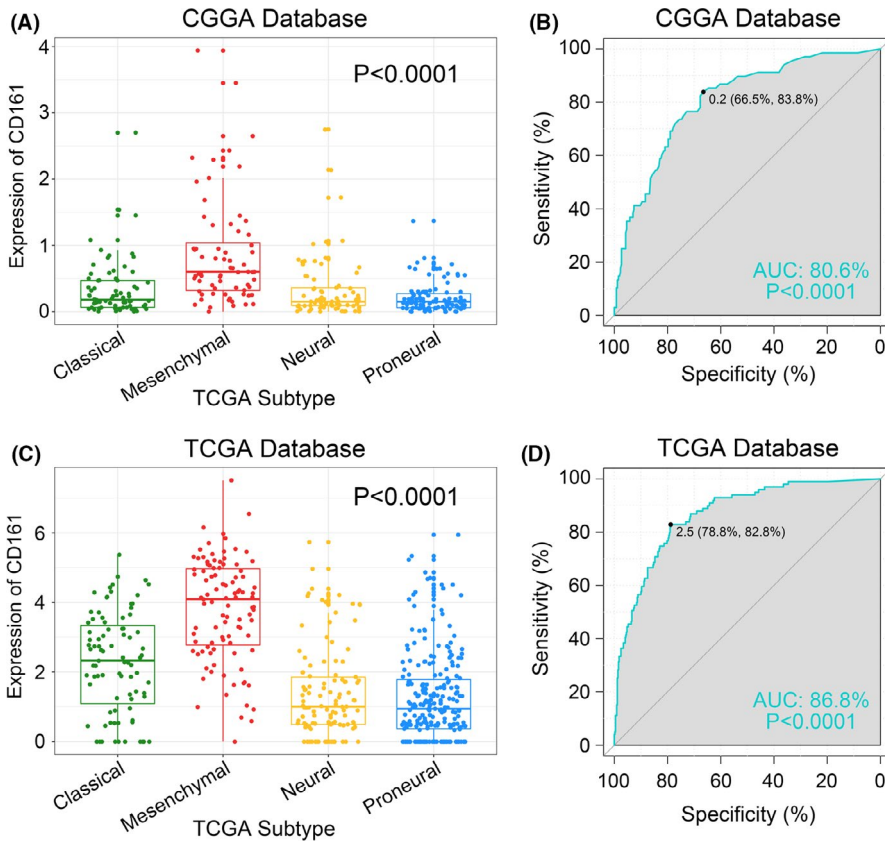 (A)
CGGA Database
P<0.0001
Expression of CD161
4
3
2
1
0
Classical
Mesenchymal
Neural
Proneural
TCGA Subtype
(B)
CGGA Database
Sensitivity (%)
100
80
60
40
20
0
0.2 (66.5%, 83.8%)
AUC: 80.6%
P<0.0001
100 80 60 40 20 0
Specificity (%)
(C)
TCGA Database
P<0.0001
Expression of CD161
6
4
2
0
Classical
Mesenchymal
Neural
Proneural
TCGA Subtype
(D)
TCGA Database
Sensitivity (%)
100
80
60
40
20
0
2.5 (78.8%, 82.8%)
AUC: 86.8%
P<0.0001
100 80 60 40 20 0
Specificity (%)